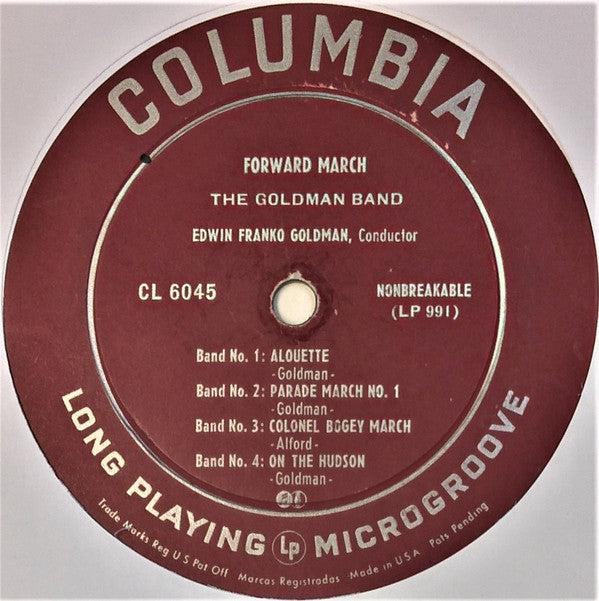 COLUMBIA
FORWARD MARCH
THE GOLDMAN BAND
EDWIN FRANKO GOLDMAN, Conductor
CL 6045
NONBREAKABLE
(LP 991)
Band No. 1: ALOUETTE
-Goldman-
Band No. 2: PARADE MARCH NO. 1
-Goldman-
Band No. 3: COLONEL BOGEY MARCH
-Alford-
Band No. 4: ON THE HUDSON
-Goldman-
LONG PLAYING Lp MICROGROOVE
Trade Marks Reg U S Pat Off Marcas Registradas Made in U S A Pats Pending